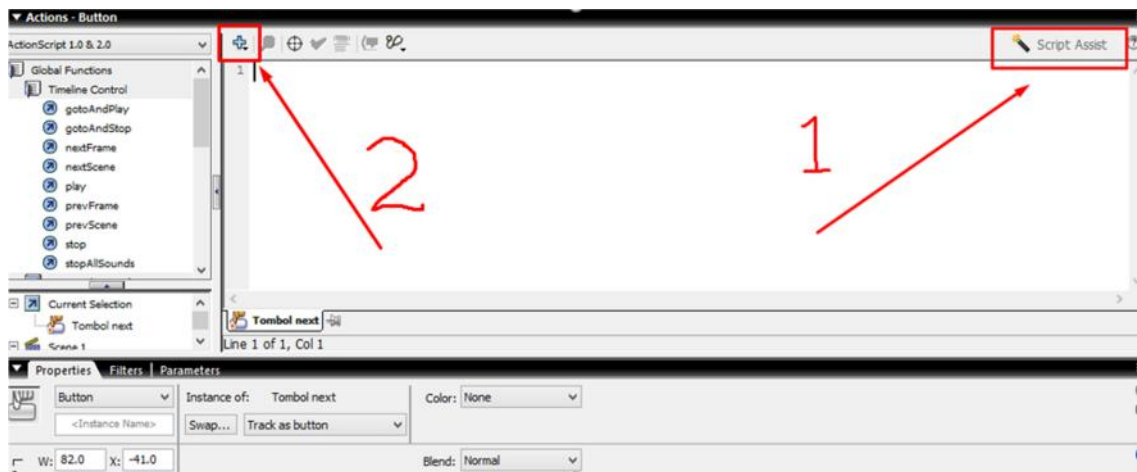 Actions - Button
ActionScript 1.0 & 2.0
Script Assist
Global Functions
Timeline Control
gotoAndPlay
gotoAndStop
nextFrame
nextScene
play
prevFrame
prevScene
stop
stopAllSounds
1
2
1
Current Selection
Tombol next
Scene 1
Tombol next
Line 1 of 1, Col 1
Properties Filters Parameters
Button
Instance of: Tombol next
Color: None
<Instance Name>
Swap... Track as button
W: 82.0 X: -41.0
Blend: Normal